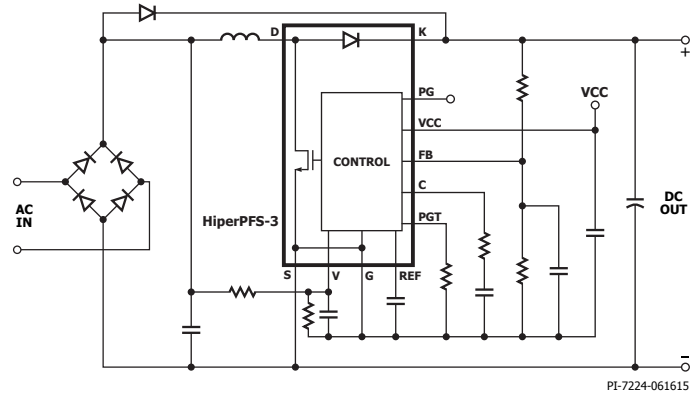 D
K
+
PG
VCC
VCC
CONTROL
FB
C
AC
IN
HiperPFS-3
PGT
DC
OUT
S
V
G
REF
–
PI-7224-061615